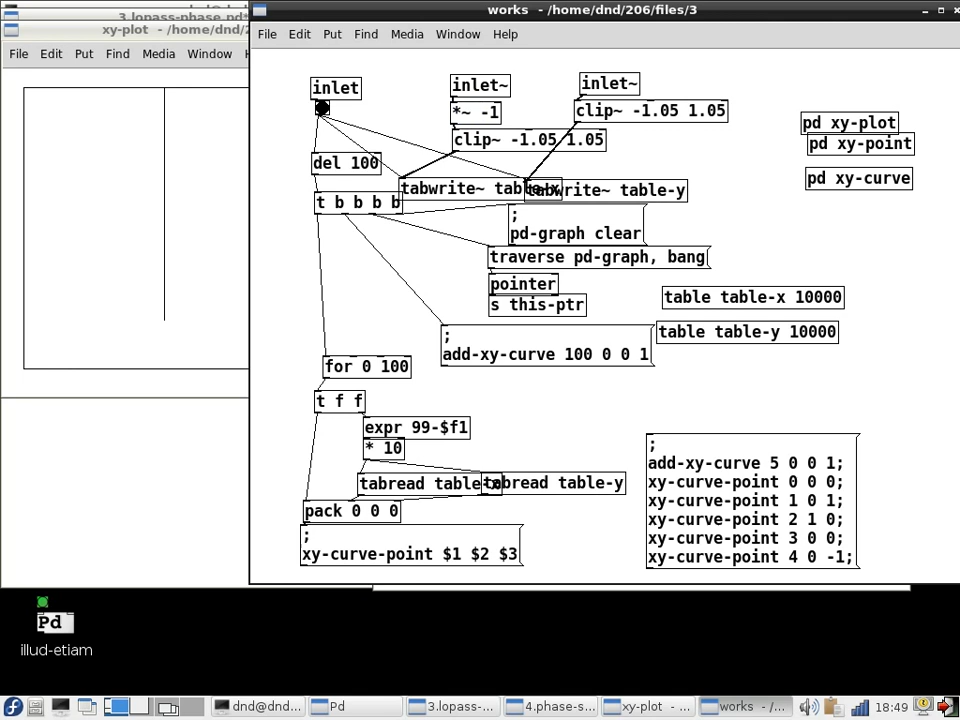 works - /home/dnd/206/files/3
3.lopass-phase.pd
xy-plot - /home/dnd/2
File Edit Put Find Media Window
File Edit Put Find Media Window Help
inlet
inlet~
inlet~
*~ -1
clip~ -1.05 1.05
clip~ -1.05 1.05
pd xy-plot
pd xy-point
pd xy-curve
del 100
t b b b b
tabwrite~ table-x
tabwrite~ table-y
;
pd-graph clear
traverse pd-graph, bang
pointer
s this-ptr
table table-x 10000
table table-y 10000
;
add-xy-curve 100 0 0 1
for 0 100
t f f
expr 99-$f1
* 10
tabread table-x
tabread table-y
pack 0 0 0
;
xy-curve-point $1 $2 $3
;
add-xy-curve 5 0 0 1;
xy-curve-point 0 0 0;
xy-curve-point 1 0 1;
xy-curve-point 2 1 0;
xy-curve-point 3 0 0;
xy-curve-point 4 0 -1;
Pd
illud-etiam
dnd@dnd...
Pd
3.lopass-...
4.phase-s...
xy-plot - ...
works - /...
18:49